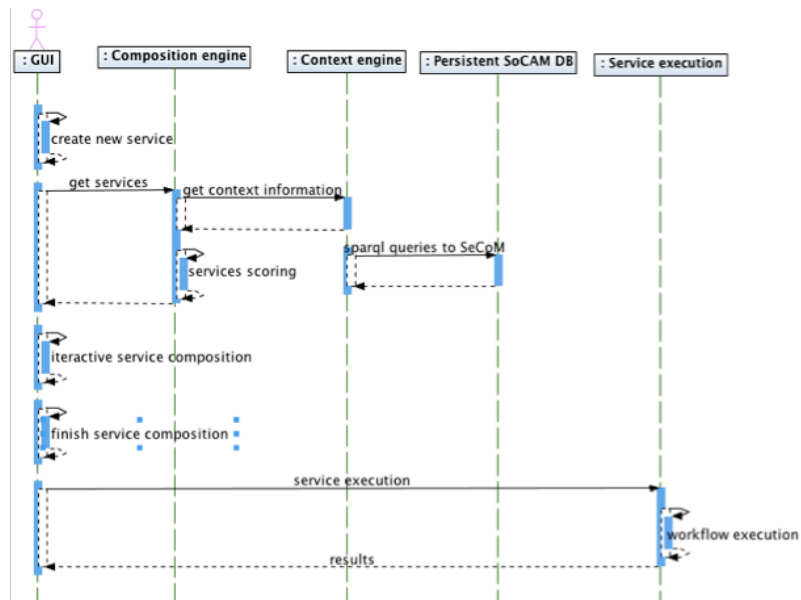 : GUI
: Composition engine
: Context engine
: Persistent SoCAM DB
: Service execution
create new service
get services
get context information
sparql queries to SeCoM
services scoring
iteractive service composition
finish service composition
service execution
workflow execution
results